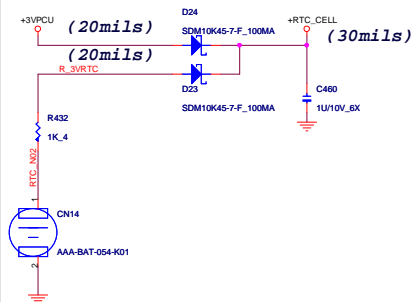 D24
+3VPCU
(20mils)
SDM10K45-7-F_100MA
+RTC_CELL
(30mils)
(20mils)
R_3VRTC
D23
SDM10K45-7-F_100MA
C460
1U/10V_6X
R432
1K_4
RTC_N02
1
CN14
AAA-BAT-054-K01
2